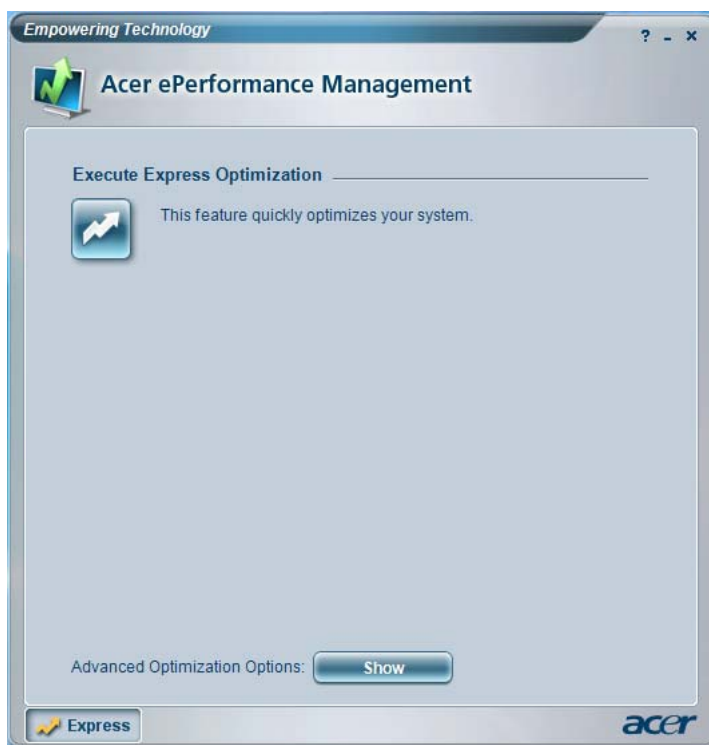 Empowering Technology
? - ×
Acer ePerformance Management
Execute Express Optimization
This feature quickly optimizes your system.
Advanced Optimization Options: Show
Express
acer